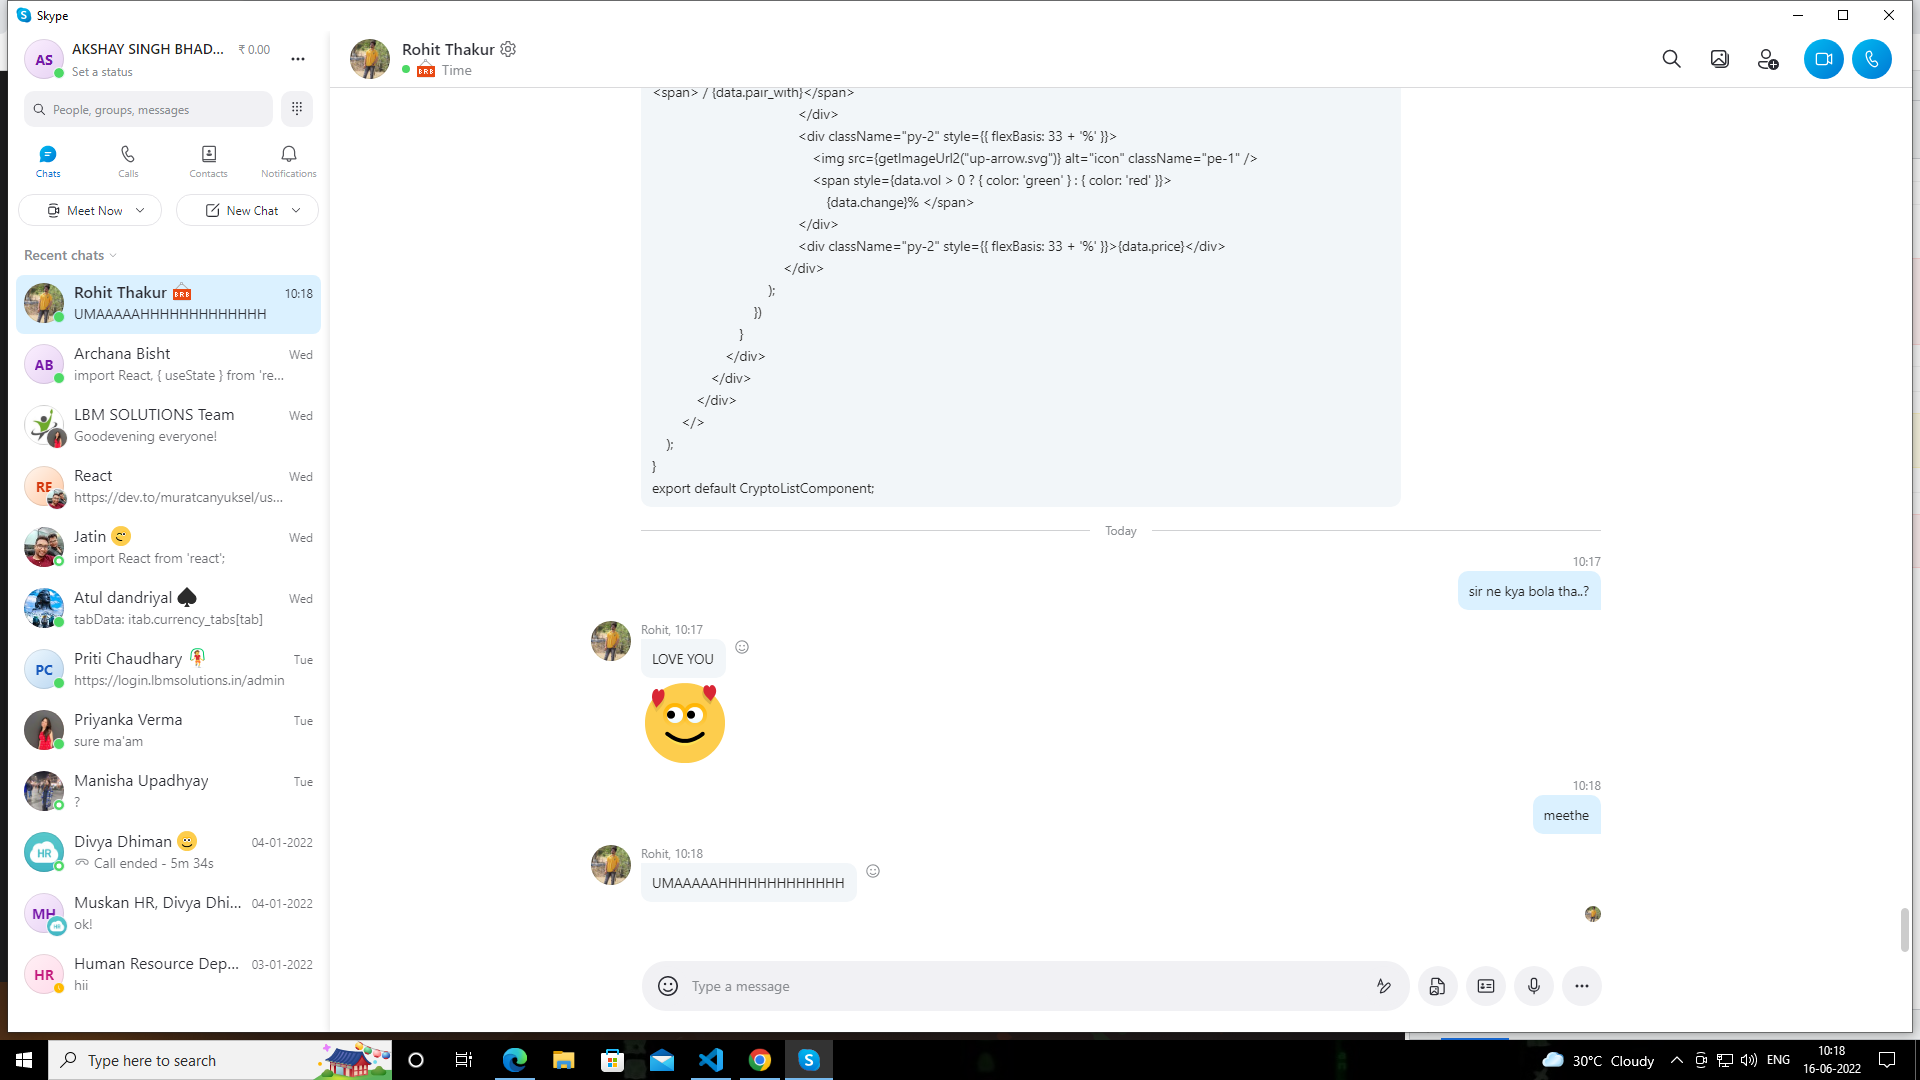 Skype
AS
AKSHAY SINGH BHAD...
₹ 0.00
Set a status
People, groups, messages
Chats
Calls
Contacts
Notifications
Meet Now
New Chat
Recent chats
Rohit Thakur BRB
10:18
UMAAAAAHHHHHHHHHHHHH
AB
Archana Bisht
Wed
import React, { useState } from 're...
LBM SOLUTIONS Team
Wed
Goodevening everyone!
RE
React
Wed
https://dev.to/muratcanyuksel/us...
Jatin
Wed
import React from 'react';
Atul dandriyal
Wed
tabData: itab.currency_tabs[tab]
PC
Priti Chaudhary
Tue
https://login.lbmsolutions.in/admin
Priyanka Verma
Tue
sure ma'am
Manisha Upadhyay
Tue
?
HR
Divya Dhiman
04-01-2022
Call ended - 5m 34s
MH
Muskan HR, Divya Dhi...
04-01-2022
ok!
HR
Human Resource Dep...
03-01-2022
hii
Rohit Thakur
BRB Time
<span> / {data.pair_with}</span>
</div>
<div className="py-2" style={{ flexBasis: 33 + '%' }}>
<img src={getImageUrl2("up-arrow.svg")} alt="icon" className="pe-1" />
<span style={data.vol > 0 ? { color: 'green' } : { color: 'red' }}>
{data.change}% </span>
</div>
<div className="py-2" style={{ flexBasis: 33 + '%' }}>{data.price}</div>
</div>
);
})
}
</div>
</div>
</div>
</>
);
}
export default CryptoListComponent;
Today
10:17
sir ne kya bola tha..?
Rohit, 10:17
LOVE YOU
10:18
meethe
Rohit, 10:18
UMAAAAAHHHHHHHHHHHHH
Type a message
Type here to search
30°C Cloudy
ENG
10:18
16-06-2022